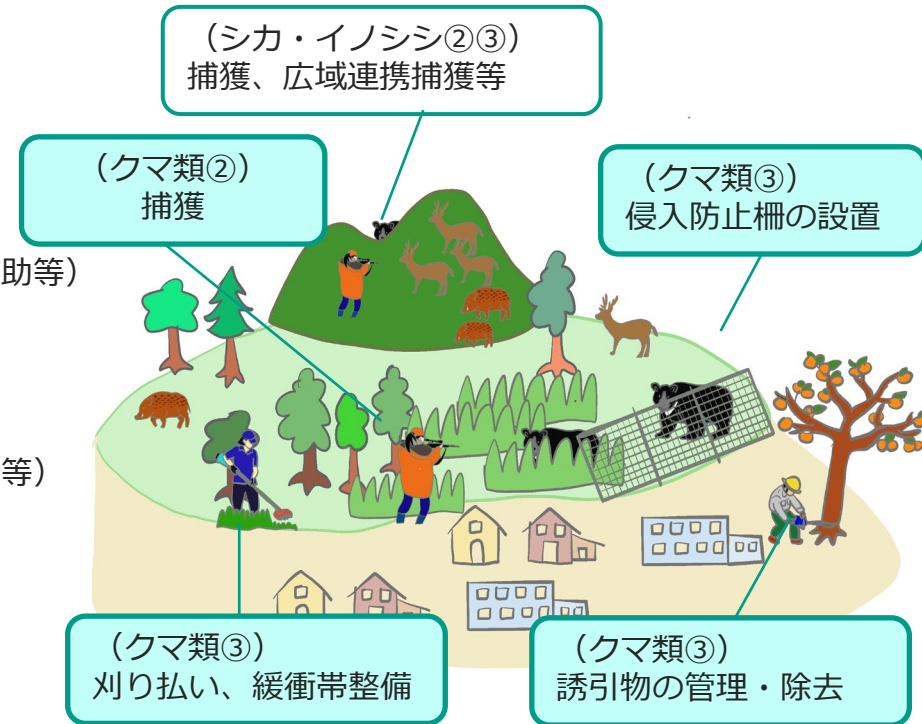 （シカ・イノシシ②③）
捕獲、広域連携捕獲等
（クマ類②）
捕獲
（クマ類③）
侵入防止柵の設置
助等）
等）
（クマ類③）
刈り払い、緩衝帯整備
（クマ類③）
誘引物の管理・除去